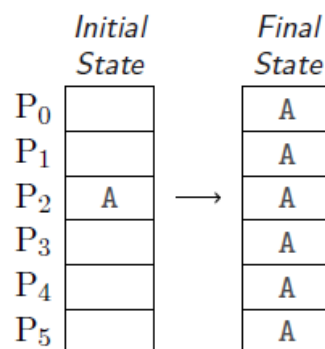 Initial State Final State
P0 A
P1 A
P2 A → A
P3 A
P4 A
P5 A